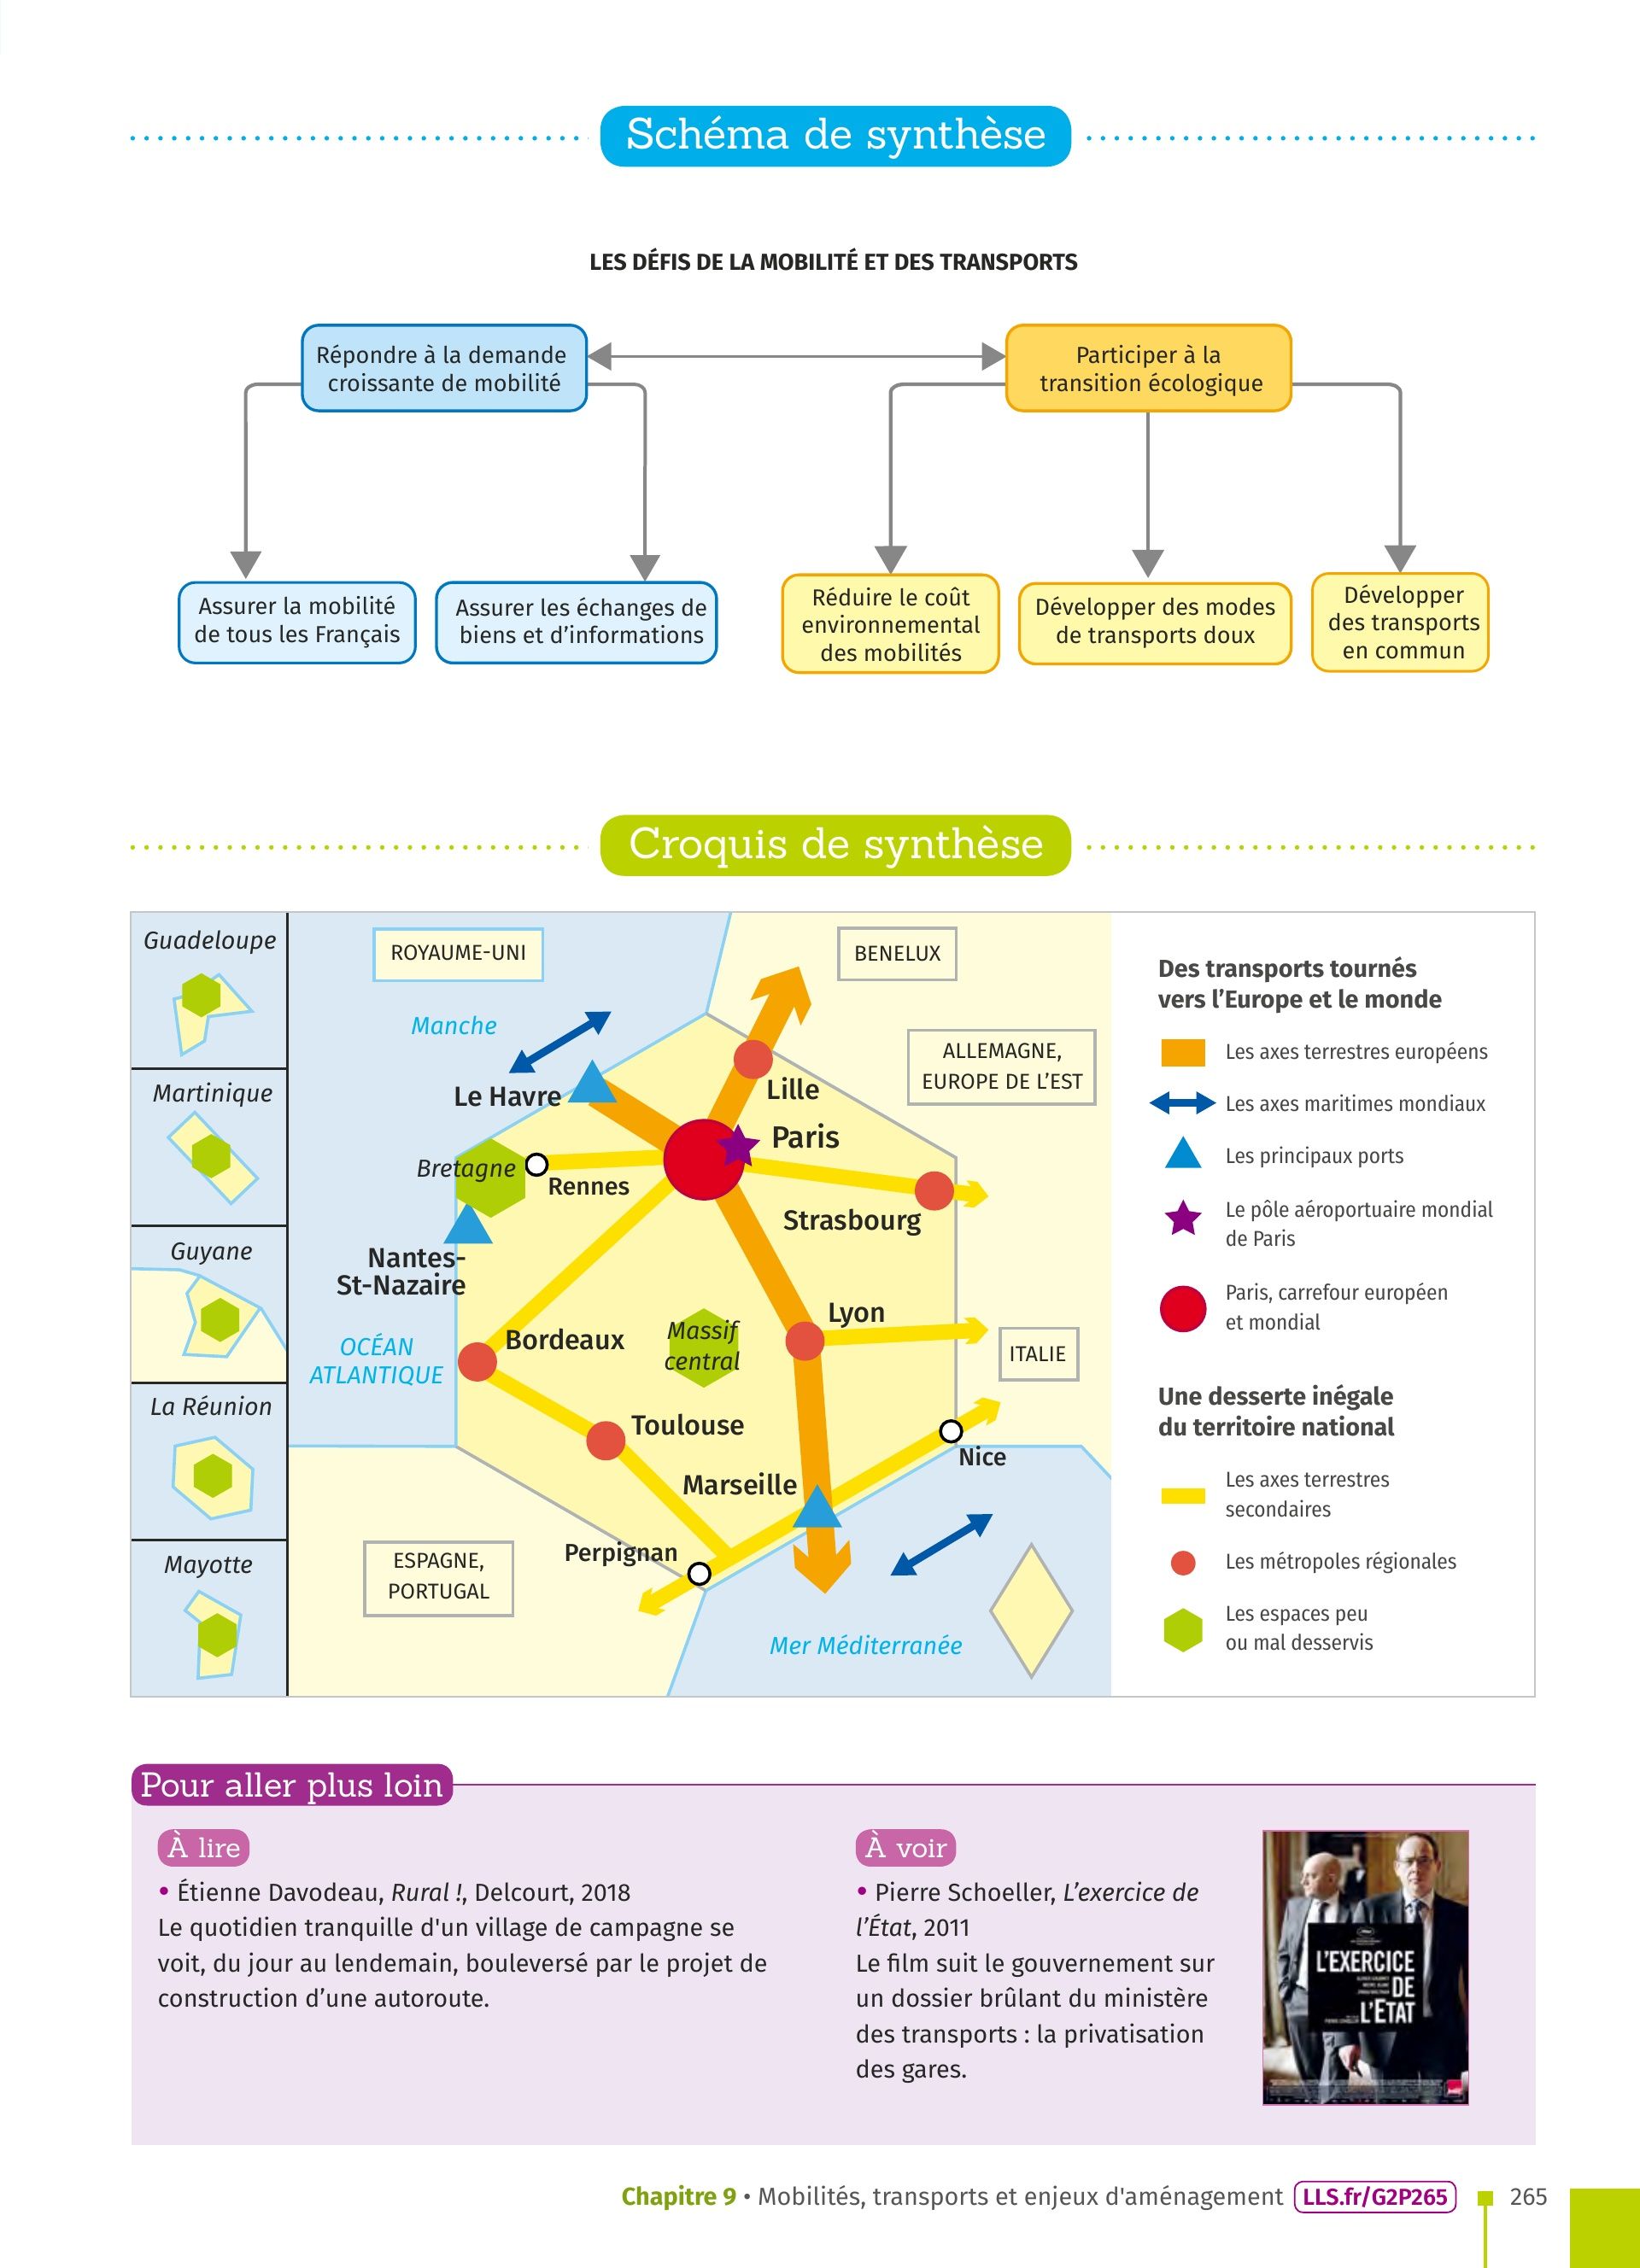 Schéma de synthèse
LES DÉFIS DE LA MOBILITÉ ET DES TRANSPORTS
Répondre à la demande
croissante de mobilité
Participer à la
transition écologique
Assurer la mobilité
de tous les Français
Assurer les échanges de
biens et d’informations
Réduire le coût
environnemental
des mobilités
Développer des modes
de transports doux
Développer
des transports
en commun
Croquis de synthèse
Guadeloupe
Martinique
Guyane
La Réunion
Mayotte
ROYAUME-UNI
BENELUX
Manche
ALLEMAGNE,
EUROPE DE L’EST
Le Havre
Lille
Paris
Bretagne
Rennes
Strasbourg
Nantes-
St-Nazaire
Lyon
Bordeaux
Massif
central
OCÉAN
ATLANTIQUE
ITALIE
Toulouse
Nice
Marseille
Perpignan
ESPAGNE,
PORTUGAL
Mer Méditerranée
Des transports tournés
vers l’Europe et le monde
Les axes terrestres européens
Les axes maritimes mondiaux
Les principaux ports
Le pôle aéroportuaire mondial
de Paris
Paris, carrefour européen
et mondial
Une desserte inégale
du territoire national
Les axes terrestres
secondaires
Les métropoles régionales
Les espaces peu
ou mal desservis
Pour aller plus loin
À lire
• Étienne Davodeau, Rural !, Delcourt, 2018
Le quotidien tranquille d'un village de campagne se
voit, du jour au lendemain, bouleversé par le projet de
construction d’une autoroute.
À voir
• Pierre Schoeller, L’exercice de
l’État, 2011
Le film suit le gouvernement sur
un dossier brûlant du ministère
des transports : la privatisation
des gares.
L'EXERCICE
DE
L'ETAT
Chapitre 9 • Mobilités, transports et enjeux d'aménagement LLS.fr/G2P265 265